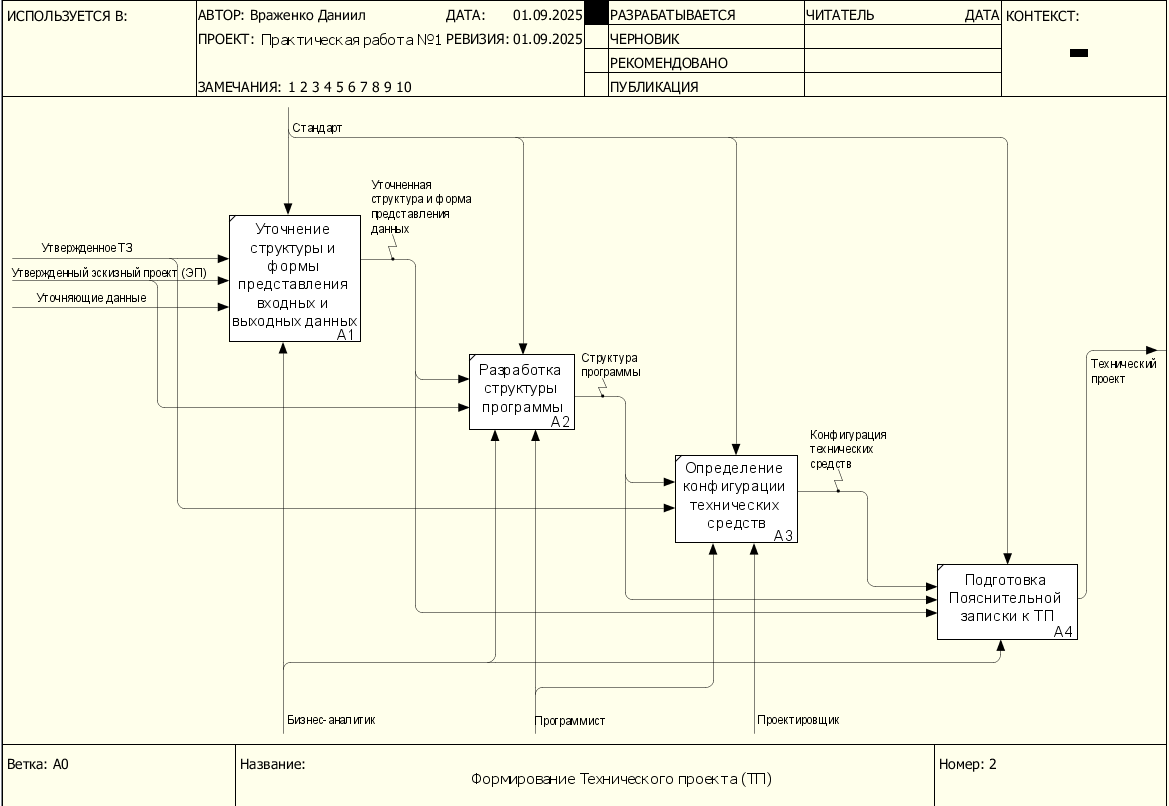 ИСПОЛЬЗУЕТСЯ В:
АВТОР: Враженко Даниил
ДАТА: 01.09.2025
РАЗРАБАТЫВАЕТСЯ
ЧИТАТЕЛЬ
ДАТА
КОНТЕКСТ:
ПРОЕКТ: Практическая работа №1
РЕВИЗИЯ: 01.09.2025
ЧЕРНОВИК
РЕКОМЕНДОВАНО
ЗАМЕЧАНИЯ: 1 2 3 4 5 6 7 8 9 10
ПУБЛИКАЦИЯ
Стандарт
Уточненная
структура и форма
представления
данных
Уточнение
структуры и
формы
представления
входных и
выходных данных
A1
Утвержденное ТЗ
Утвержденный эскизный проект (ЭП)
Уточняющие данные
Разработка
структуры
программы
A2
Структура
программы
Технический
проект
Конфигурация
технических
средств
Определение
конфигурации
технических
средств
A3
Подготовка
Пояснительной
записки к ТП
A4
Бизнес-аналитик
Программист
Проектировщик
Ветка: A0
Название:
Формирование Технического проекта (ТП)
Номер: 2